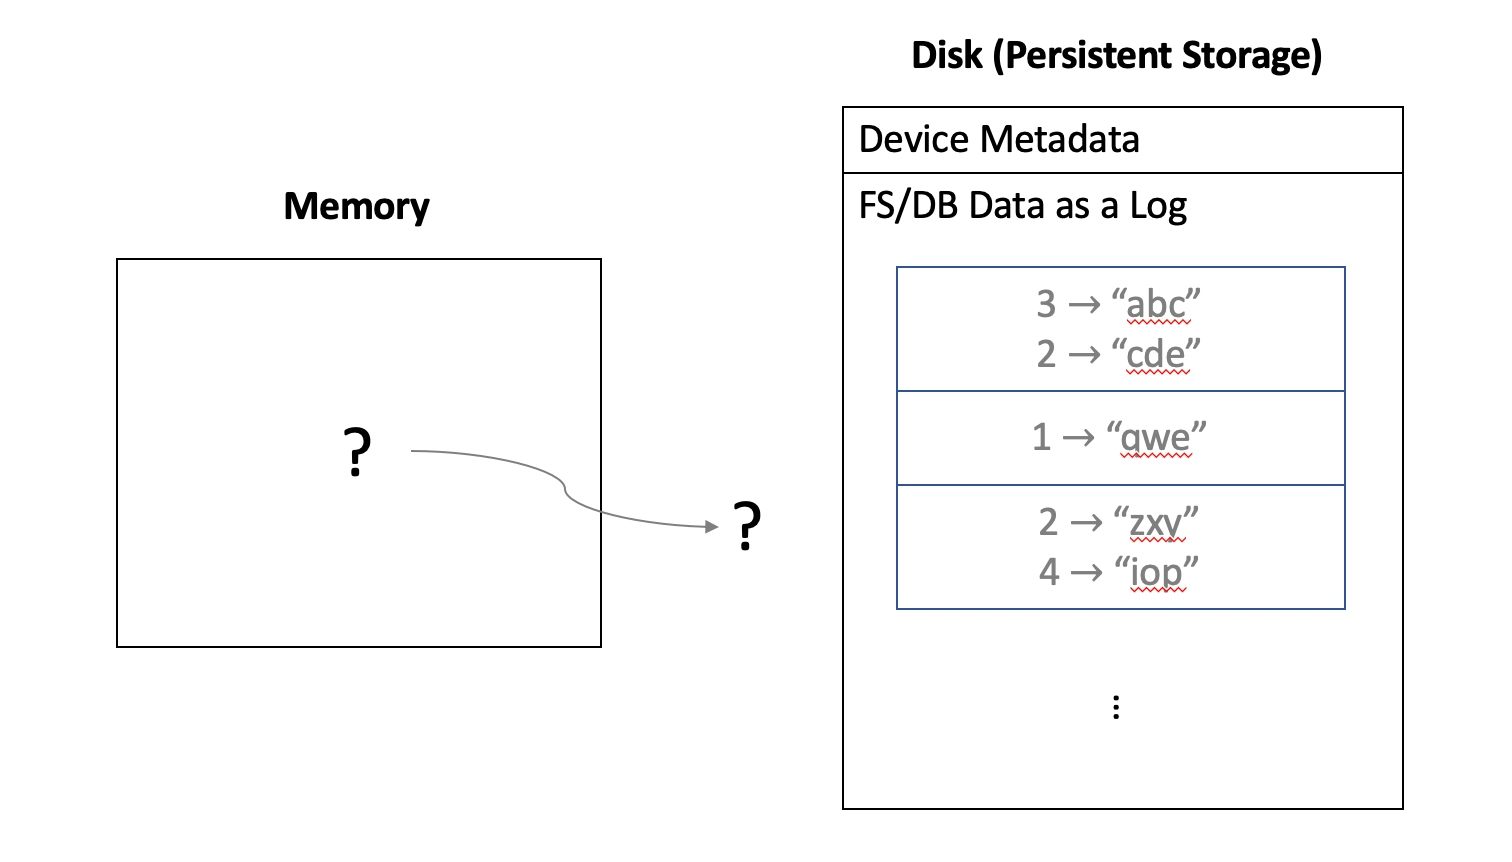 Disk (Persistent Storage)
Device Metadata
Memory
FS/DB Data as a Log
3 → “abc”
2 → “cde”
1 → “qwe”
2 → “zxy”
4 → “iop”
?
?
⋮